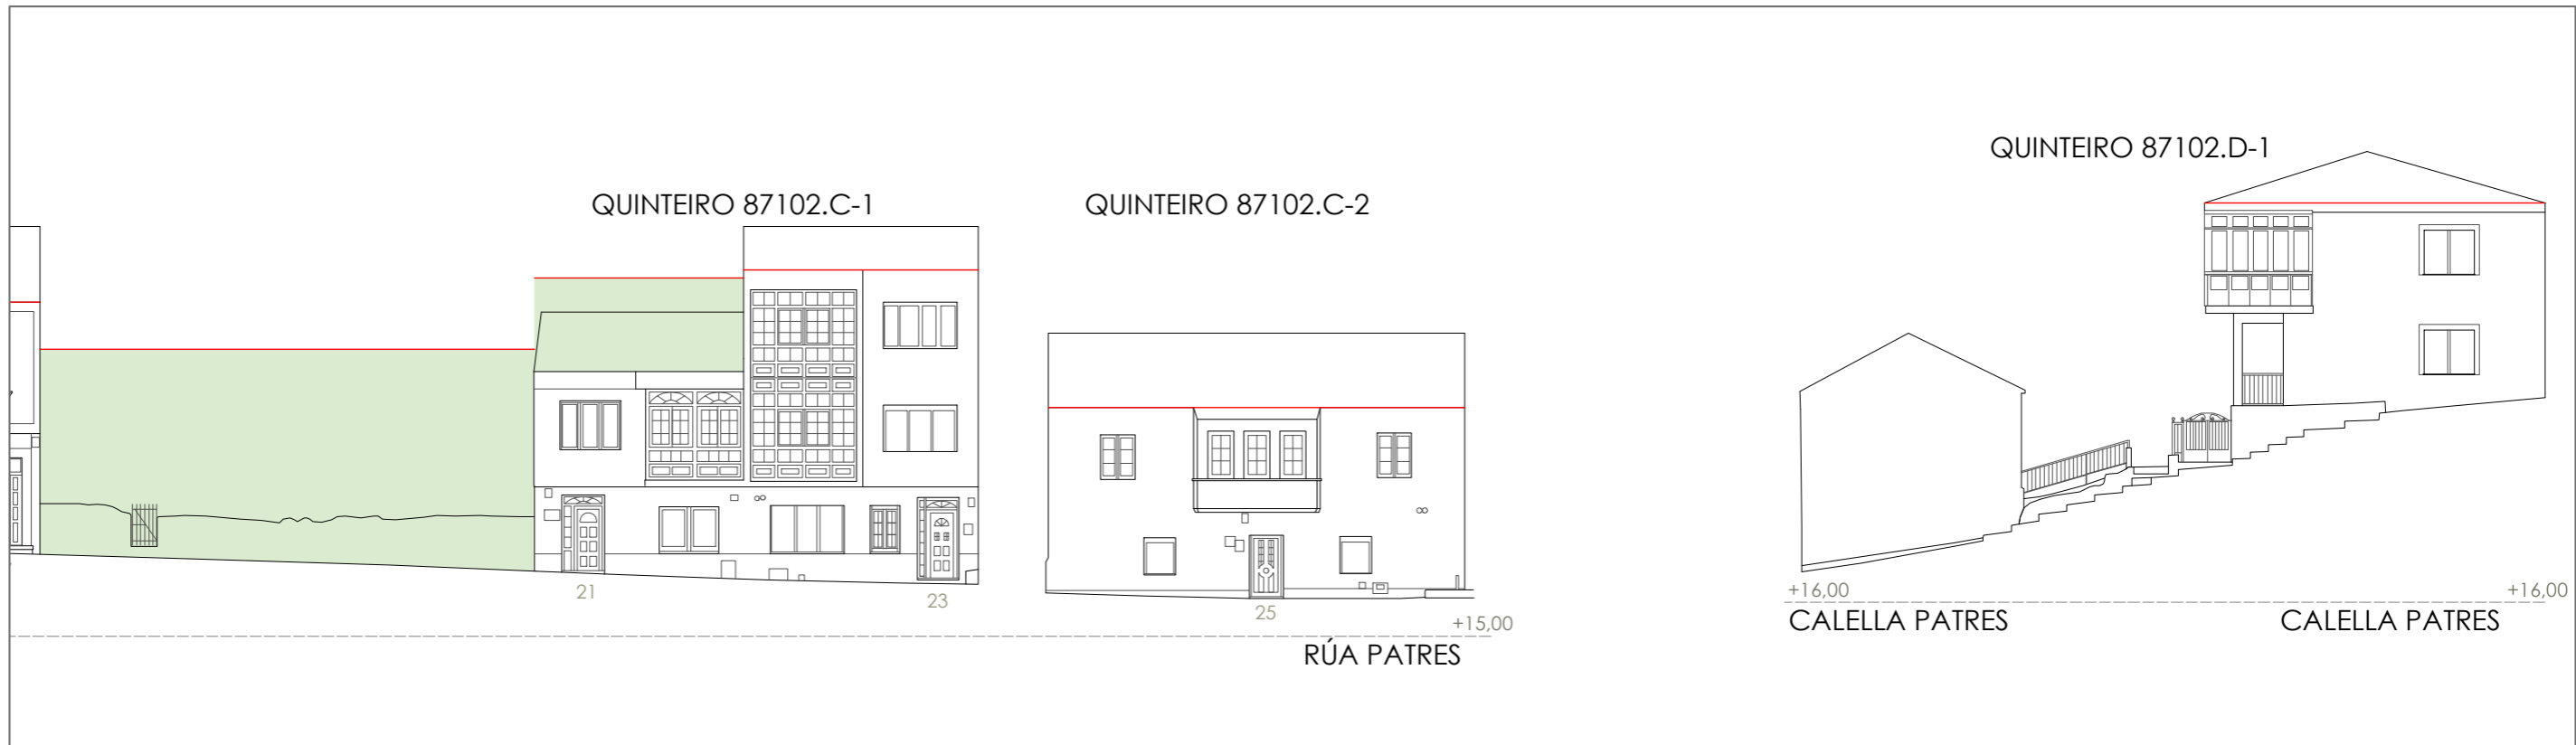 QUINTEIRO 87102.D-1
QUINTEIRO 87102.C-1
QUINTEIRO 87102.C-2
21
23
25
+15,00
RÚA PATRES
+16,00
+16,00
CALELLA PATRES
CALELLA PATRES